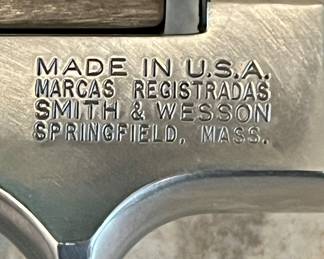 MADE IN U.S.A.
MARCAS REGISTRADAS
SMITH & WESSON
SPRINGFIELD, MASS.